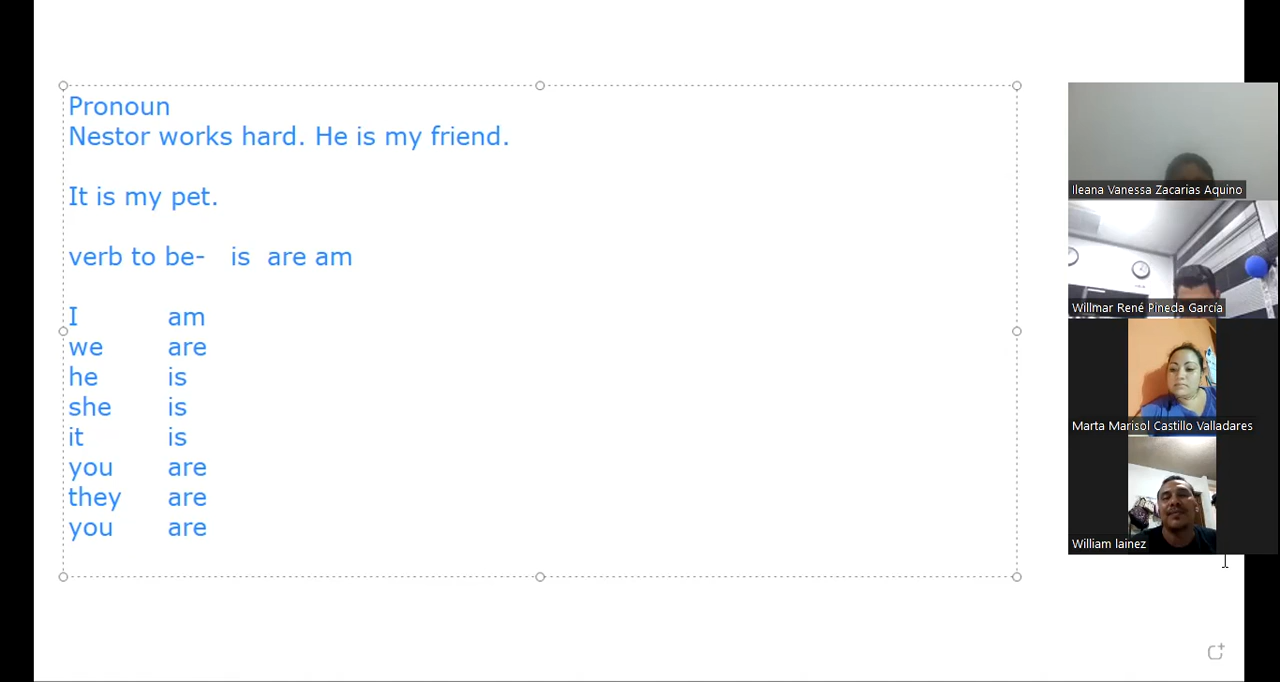 Pronoun
Nestor works hard. He is my friend.
It is my pet.
verb to be- is are am
I am
we are
he is
she is
it is
you are
they are
you are
Ileana Vanessa Zacarias Aquino
Willmar René Pineda García
Marta Marisol Castillo Valladares
William lainez